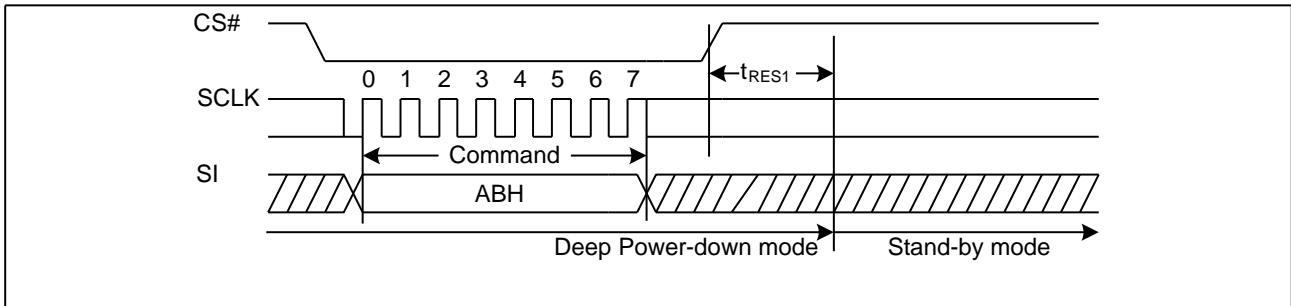 CS#
tRES1
0 1 2 3 4 5 6 7
SCLK
Command
SI
ABH
Deep Power-down mode Stand-by mode